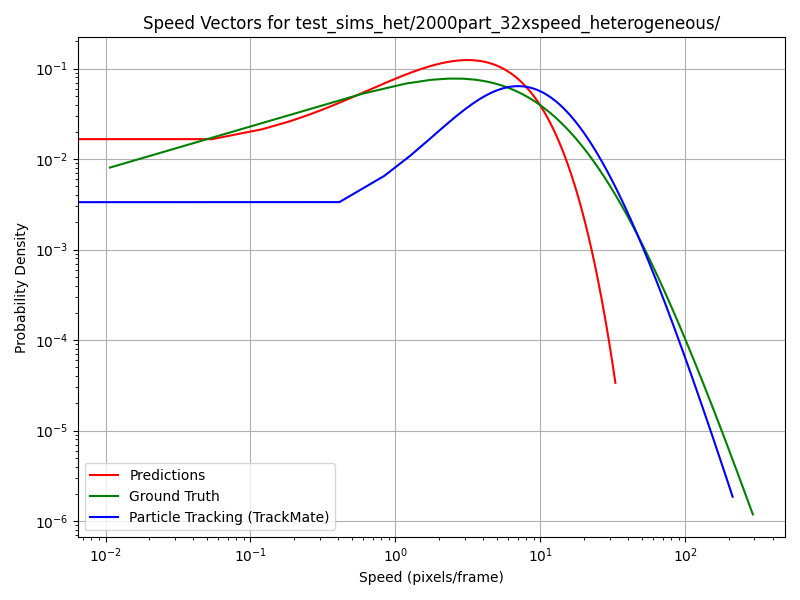 Speed Vectors for test_sims_het/2000part_32xspeed_heterogeneous/
Probability Density
10⁻¹
10⁻²
10⁻³
10⁻⁴
10⁻⁵
10⁻⁶
Predictions
Ground Truth
Particle Tracking (TrackMate)
10⁻² 10⁻¹ 10⁰ 10¹ 10²
Speed (pixels/frame)